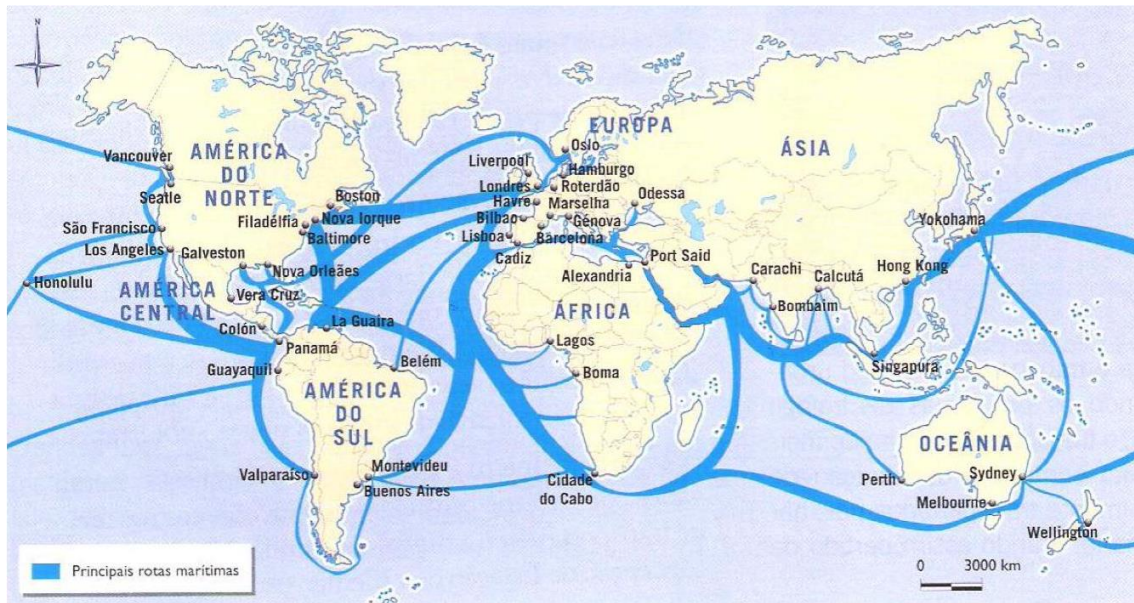 N
EUROPA
ÁSIA
AMÉRICA
DO
NORTE
Vancouver
Seatle
São Francisco
Los Angeles
Honolulu
Galveston
Boston
Filadélfia
Nova Iorque
Baltimore
Nova Orleães
AMÉRICA
CENTRAL
Vera Cruz
Colón
La Guaira
Panamá
Guayaquil
Belém
AMÉRICA
DO
SUL
Valparaíso
Montevideu
Buenos Aires
Oslo
Liverpool
Hamburgo
Londres
Roterdão
Havre
Marselha
Odessa
Bilbao
Génova
Lisboa
Barcelona
Cadiz
Alexandria
Port Said
ÁFRICA
Lagos
Boma
Cidade
do Cabo
Carachi
Calcutá
Bombaim
Hong Kong
Yokohama
Singapura
OCEÂNIA
Perth
Sydney
Melbourne
Wellington
0 3000 km
Principais rotas marítimas